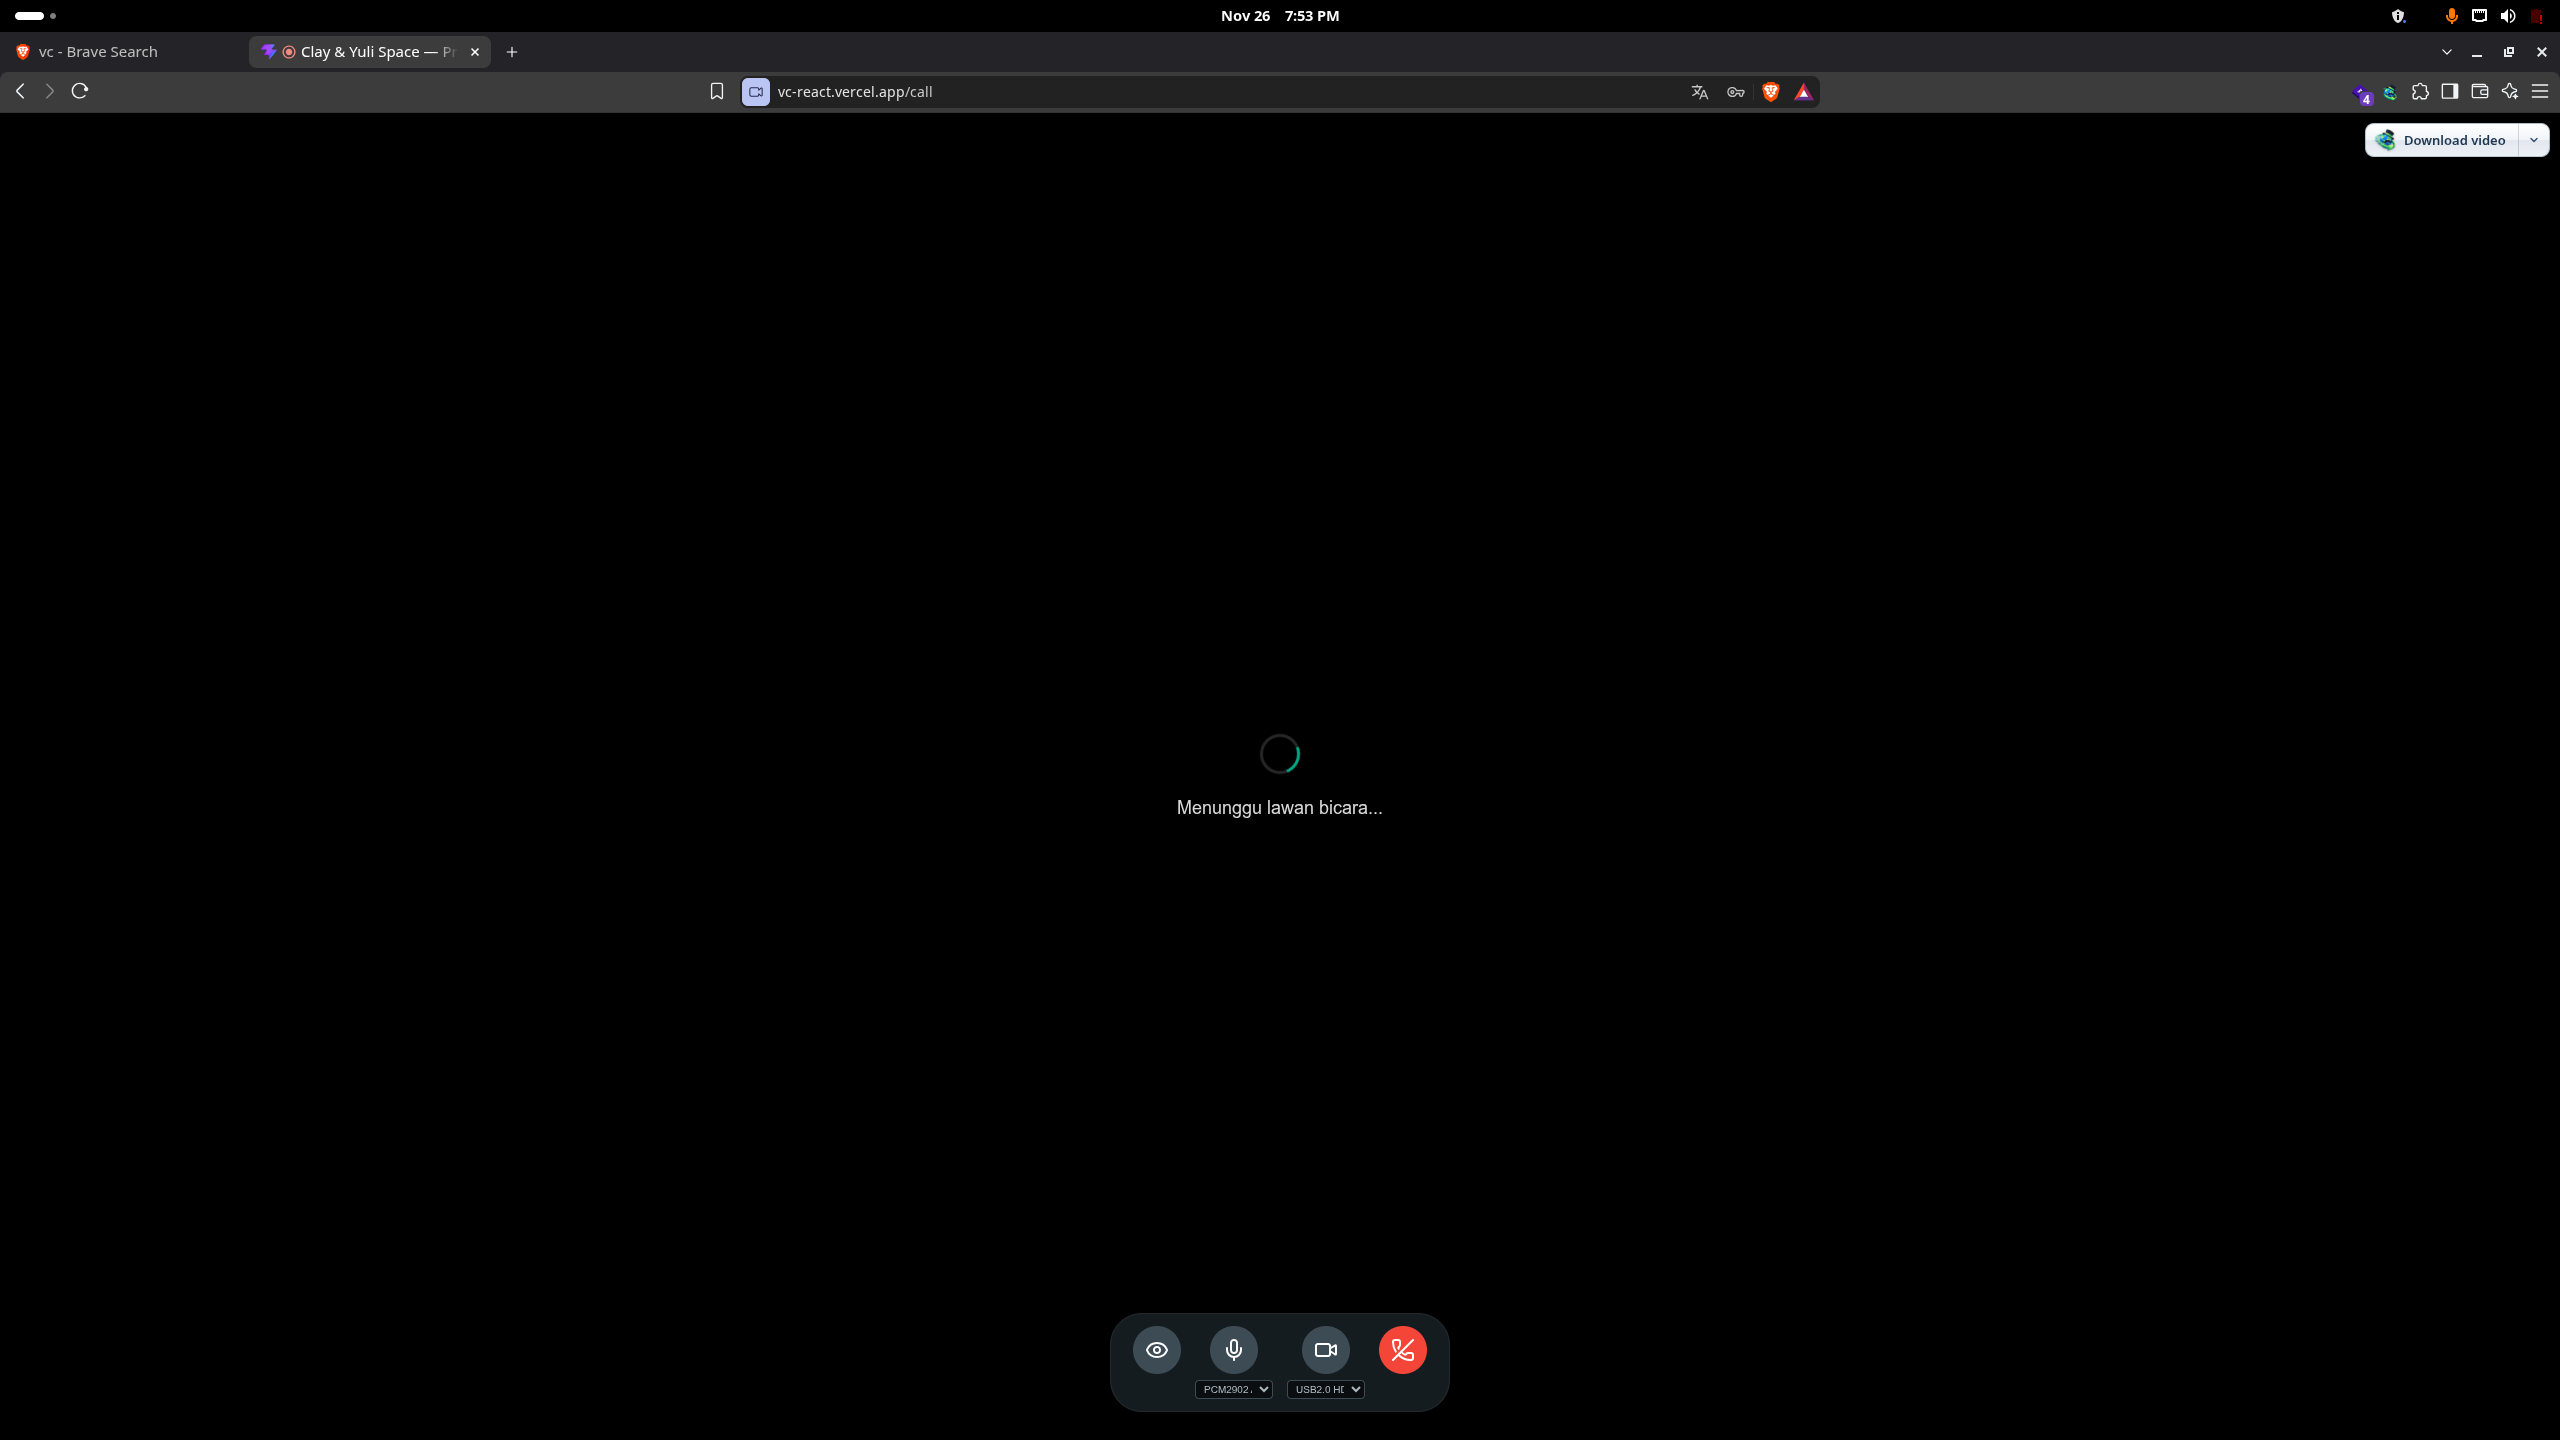 Nov 26 7:53 PM
vc - Brave Search
Clay & Yuli Space — Pr
vc-react.vercel.app/call
4
Download video
Menunggu lawan bicara...
PCM2902
USB2.0 HD